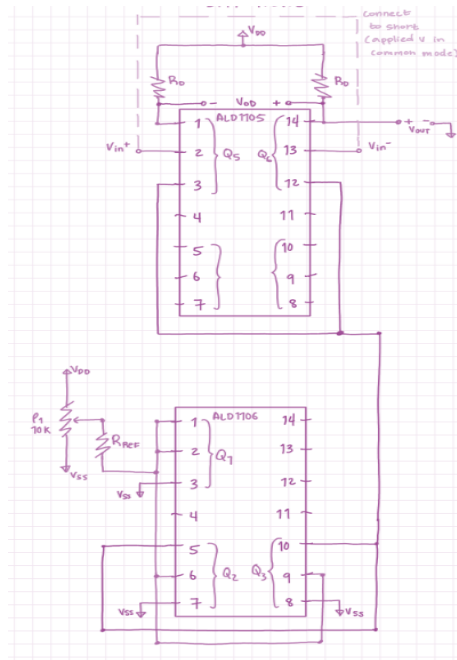 connect
to short
(applied V in
common mode)
VDD
RD
RD
- VOD +
ALD1105
1
14
+ -
VOUT
Vin+
2
Q5
Q6
13
Vin-
3
12
4
11
5
10
6
9
7
8
VDD
P1
10K
RREF
VSS
ALD1106
1
14
2
13
Q1
VSS
3
12
4
11
5
10
Q2
Q3
6
9
VSS
7
8
VSS